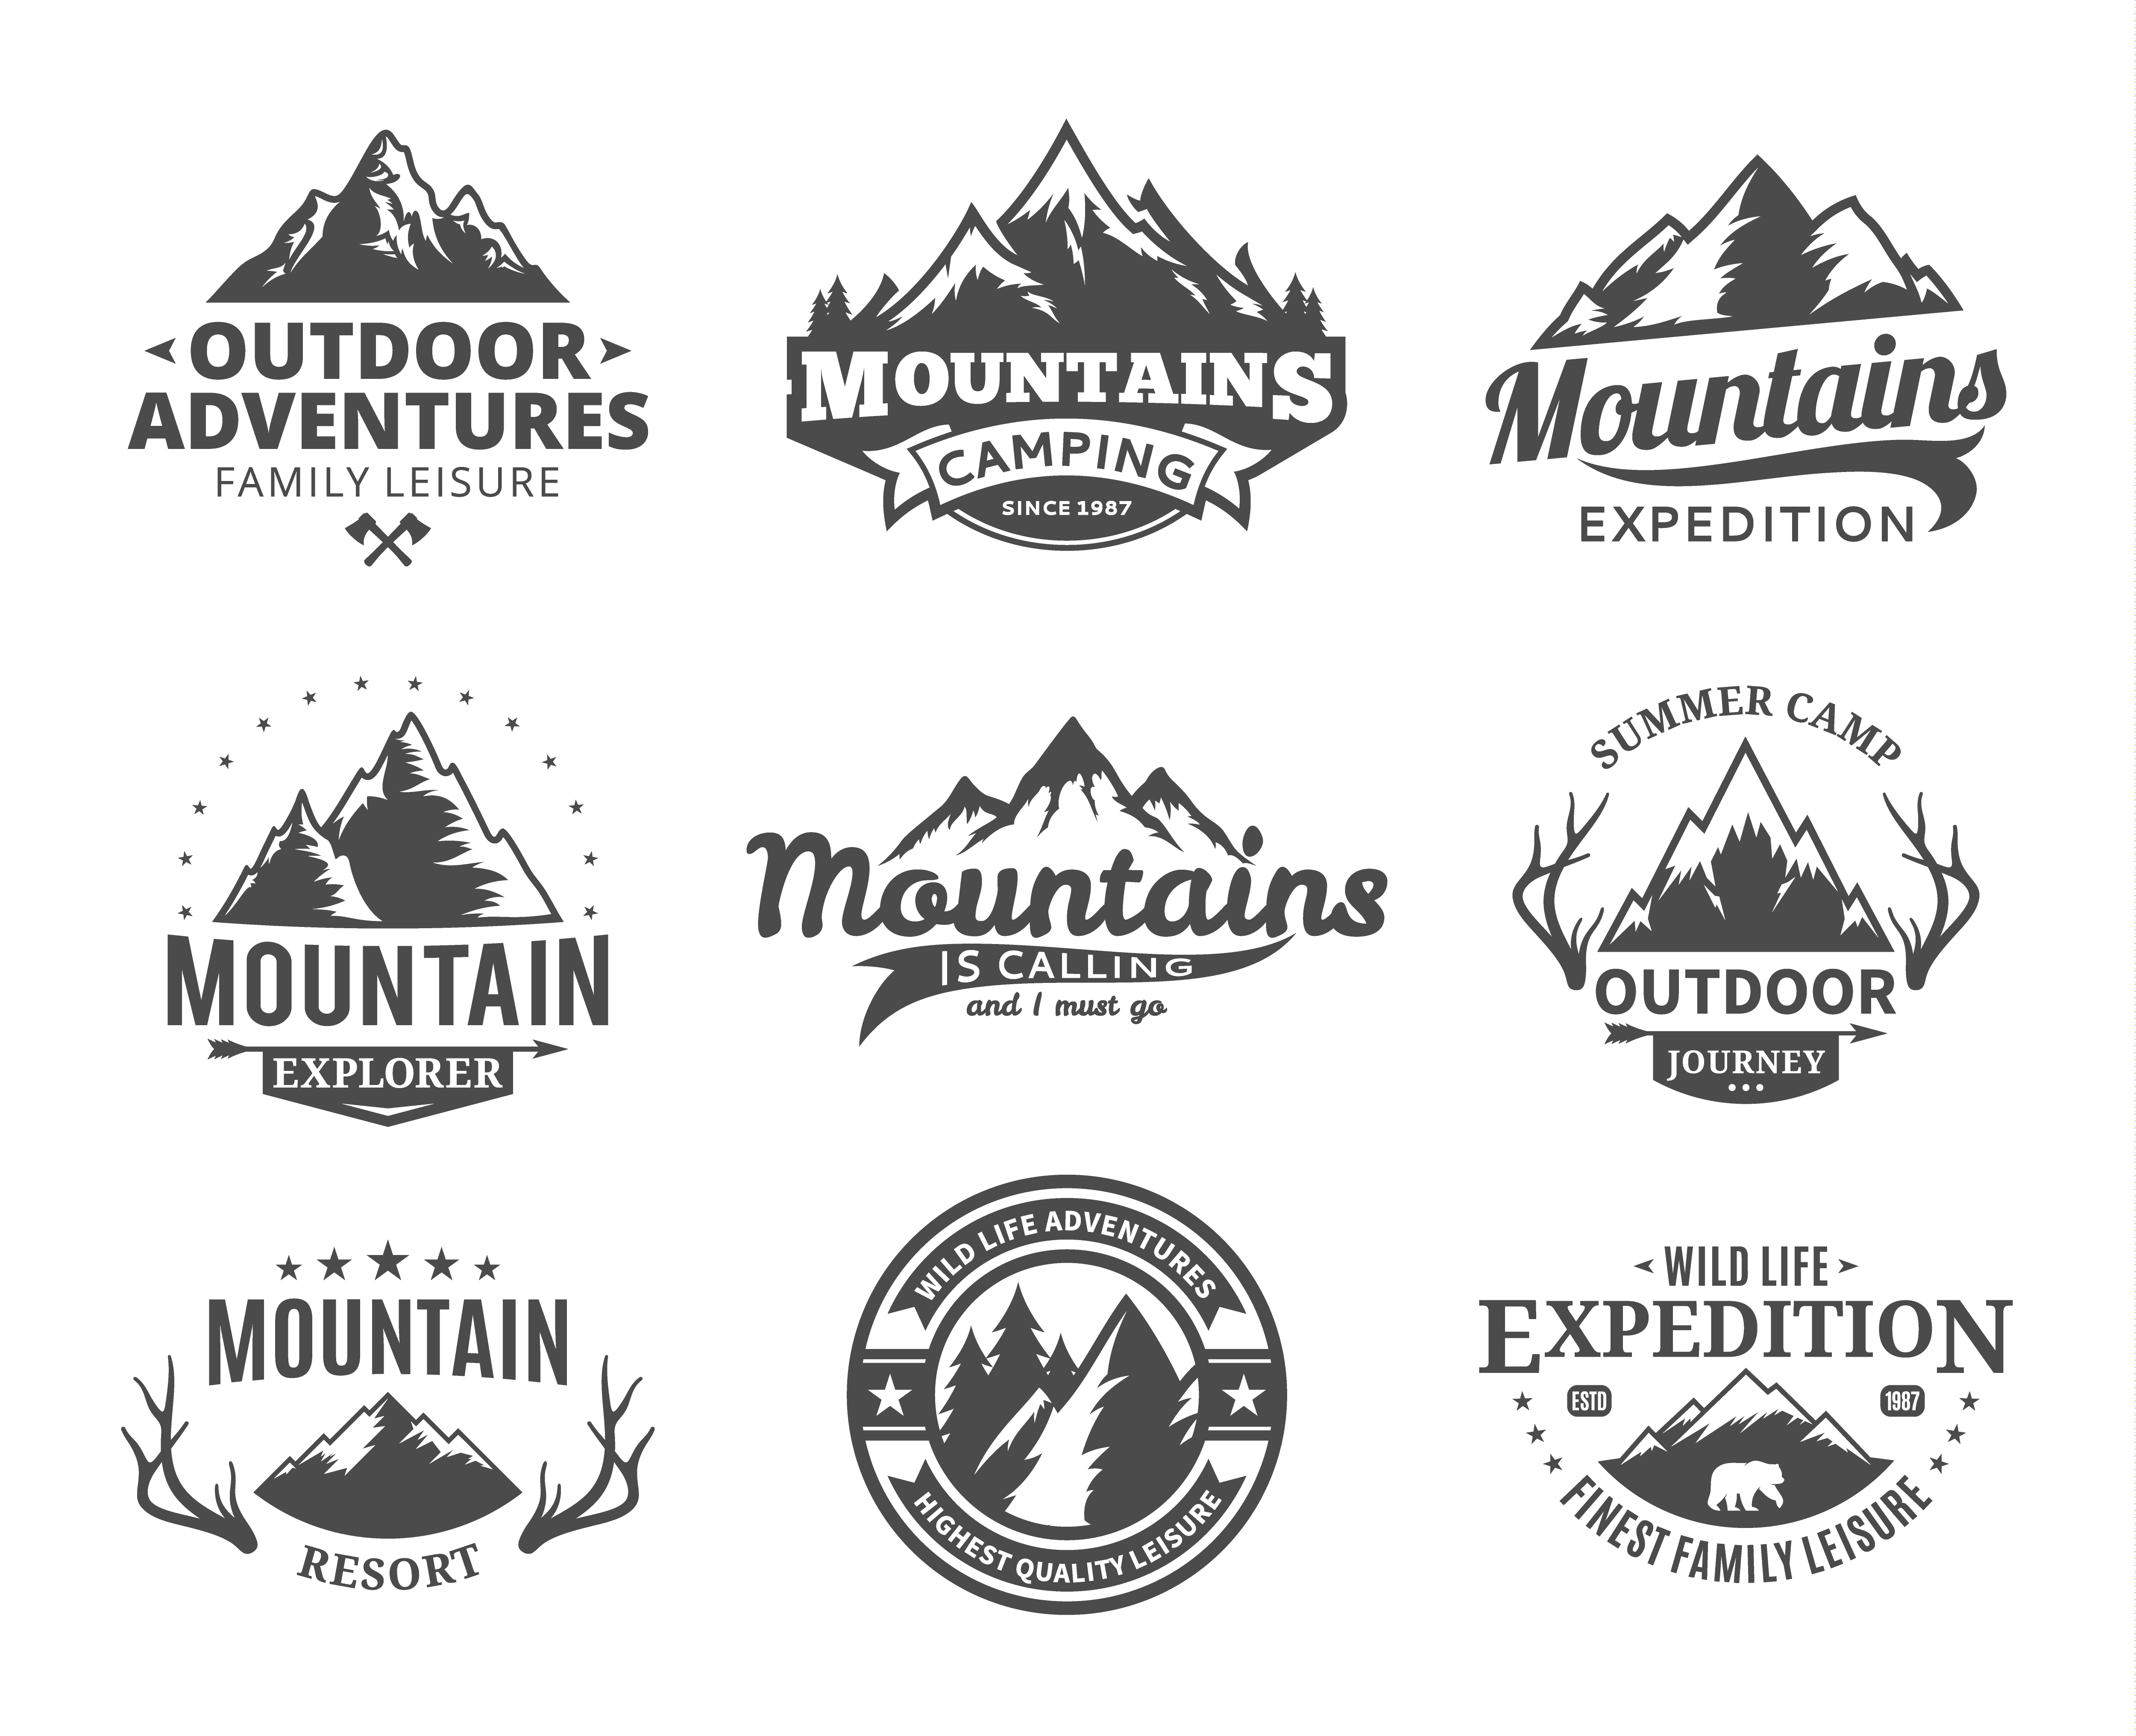 OUTDOOR
ADVENTURES
FAMILY LEISURE
MOUNTAINS
CAMPING
SINCE 1987
Mountains
EXPEDITION
MOUNTAIN
EXPLORER
Mountains
IS CALLING
and I must go
SUMMER CAMP
OUTDOOR
JOURNEY
MOUNTAIN
RESORT
WILD LIFE ADVENTURES
HIGHEST QUALITY LEISURE
WILD LIFE
EXPEDITION
ESTD 1987
FINEST FAMILY LEISURE